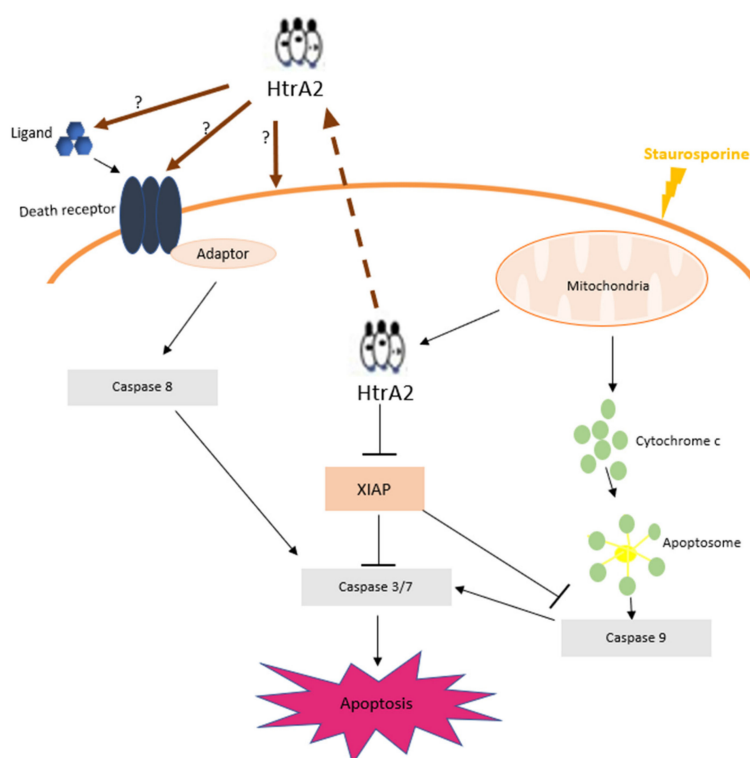 HtrA2
?
?
?
Ligand
Staurosporine
Death receptor
Adaptor
Mitochondria
Caspase 8
HtrA2
Cytochrome c
XIAP
Apoptosome
Caspase 3/7
Caspase 9
Apoptosis